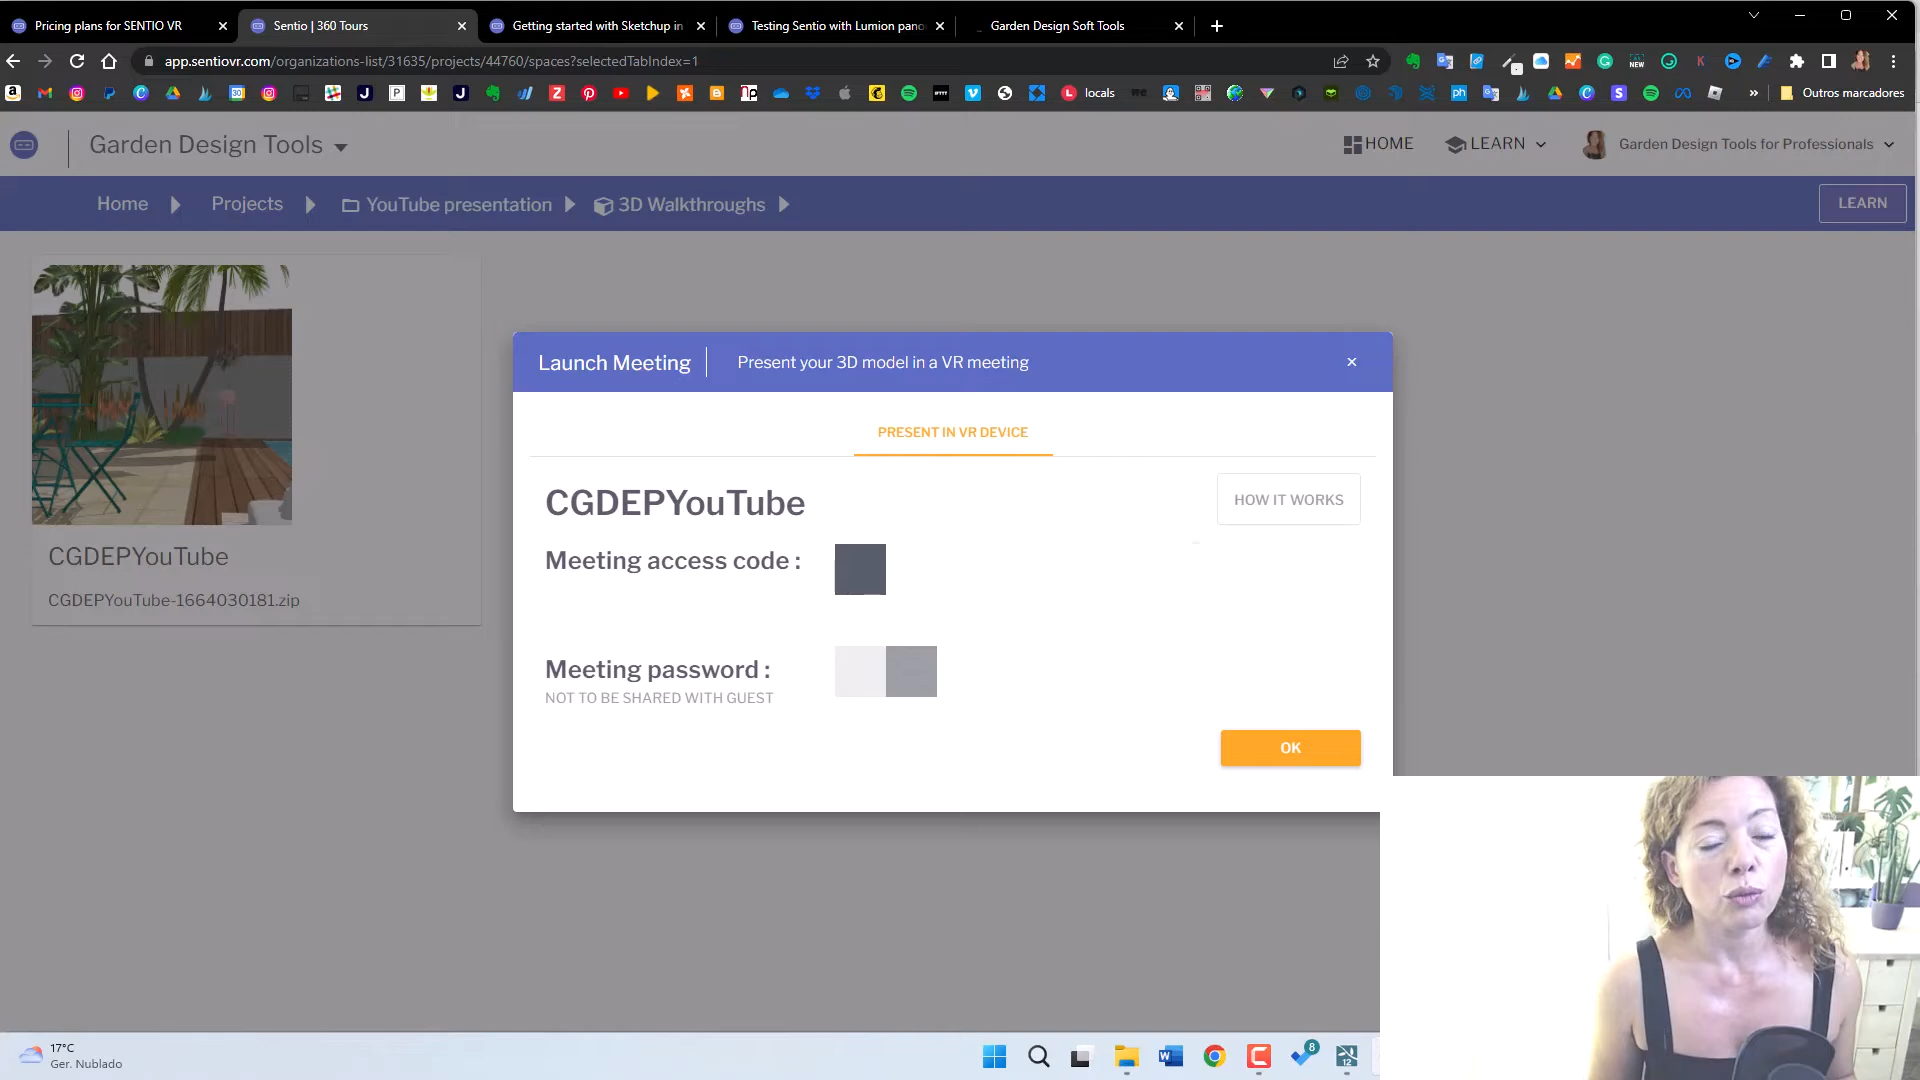 Pricing plans for SENTIO VR
Sentio | 360 Tours
Getting started with Sketchup in
Testing Sentio with Lumion pano
Garden Design Soft Tools
app.sentiovr.com/organizations-list/31635/projects/44760/spaces?selectedTabIndex=1
locals
Outros marcadores
Garden Design Tools
HOME
LEARN
Garden Design Tools for Professionals
Home
Projects
YouTube presentation
3D Walkthroughs
LEARN
CGDEPYouTube
CGDEPYouTube-1664030181.zip
Launch Meeting
Present your 3D model in a VR meeting
PRESENT IN VR DEVICE
CGDEPYouTube
HOW IT WORKS
Meeting access code :
Meeting password :
NOT TO BE SHARED WITH GUEST
OK
17°C
Ger. Nublado
8
12